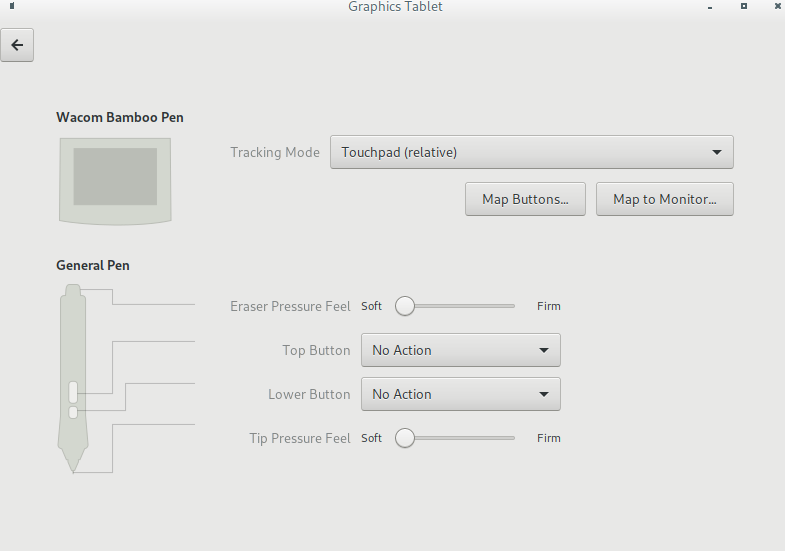 Graphics Tablet
Wacom Bamboo Pen
Tracking Mode Touchpad (relative)
Map Buttons... Map to Monitor...
General Pen
Eraser Pressure Feel Soft Firm
Top Button No Action
Lower Button No Action
Tip Pressure Feel Soft Firm